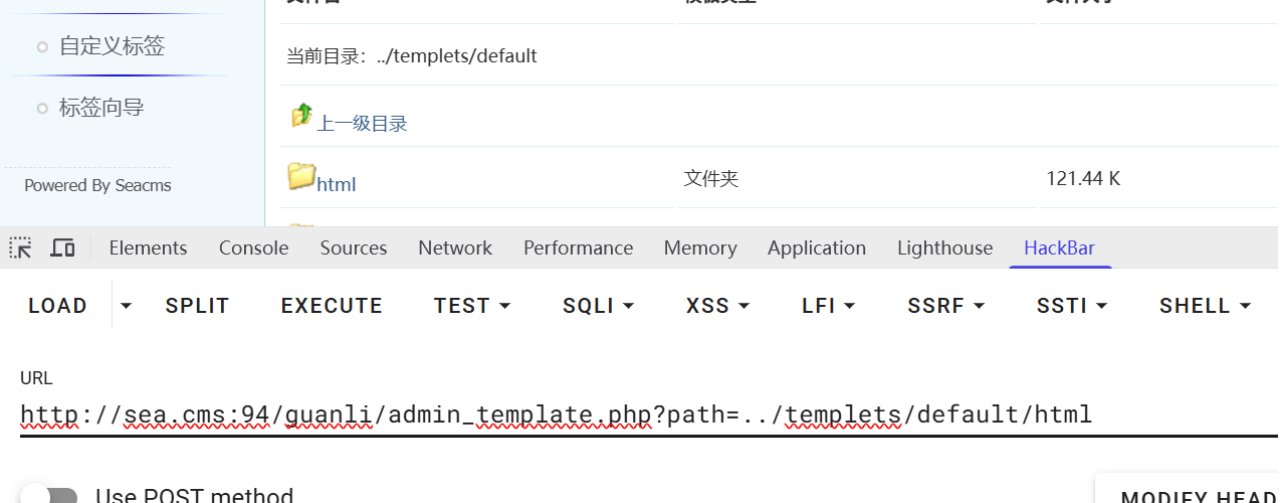 自定义标签
当前目录：../templets/default
标签向导
上一级目录
Powered By Seacms
html 文件夹 121.44 K
Elements Console Sources Network Performance Memory Application Lighthouse HackBar
LOAD SPLIT EXECUTE TEST SQLI XSS LFI SSRF SSTI SHELL
URL
http://sea.cms:94/guanli/admin_template.php?path=../templets/default/html
Use POST method
MODIFY HEAD